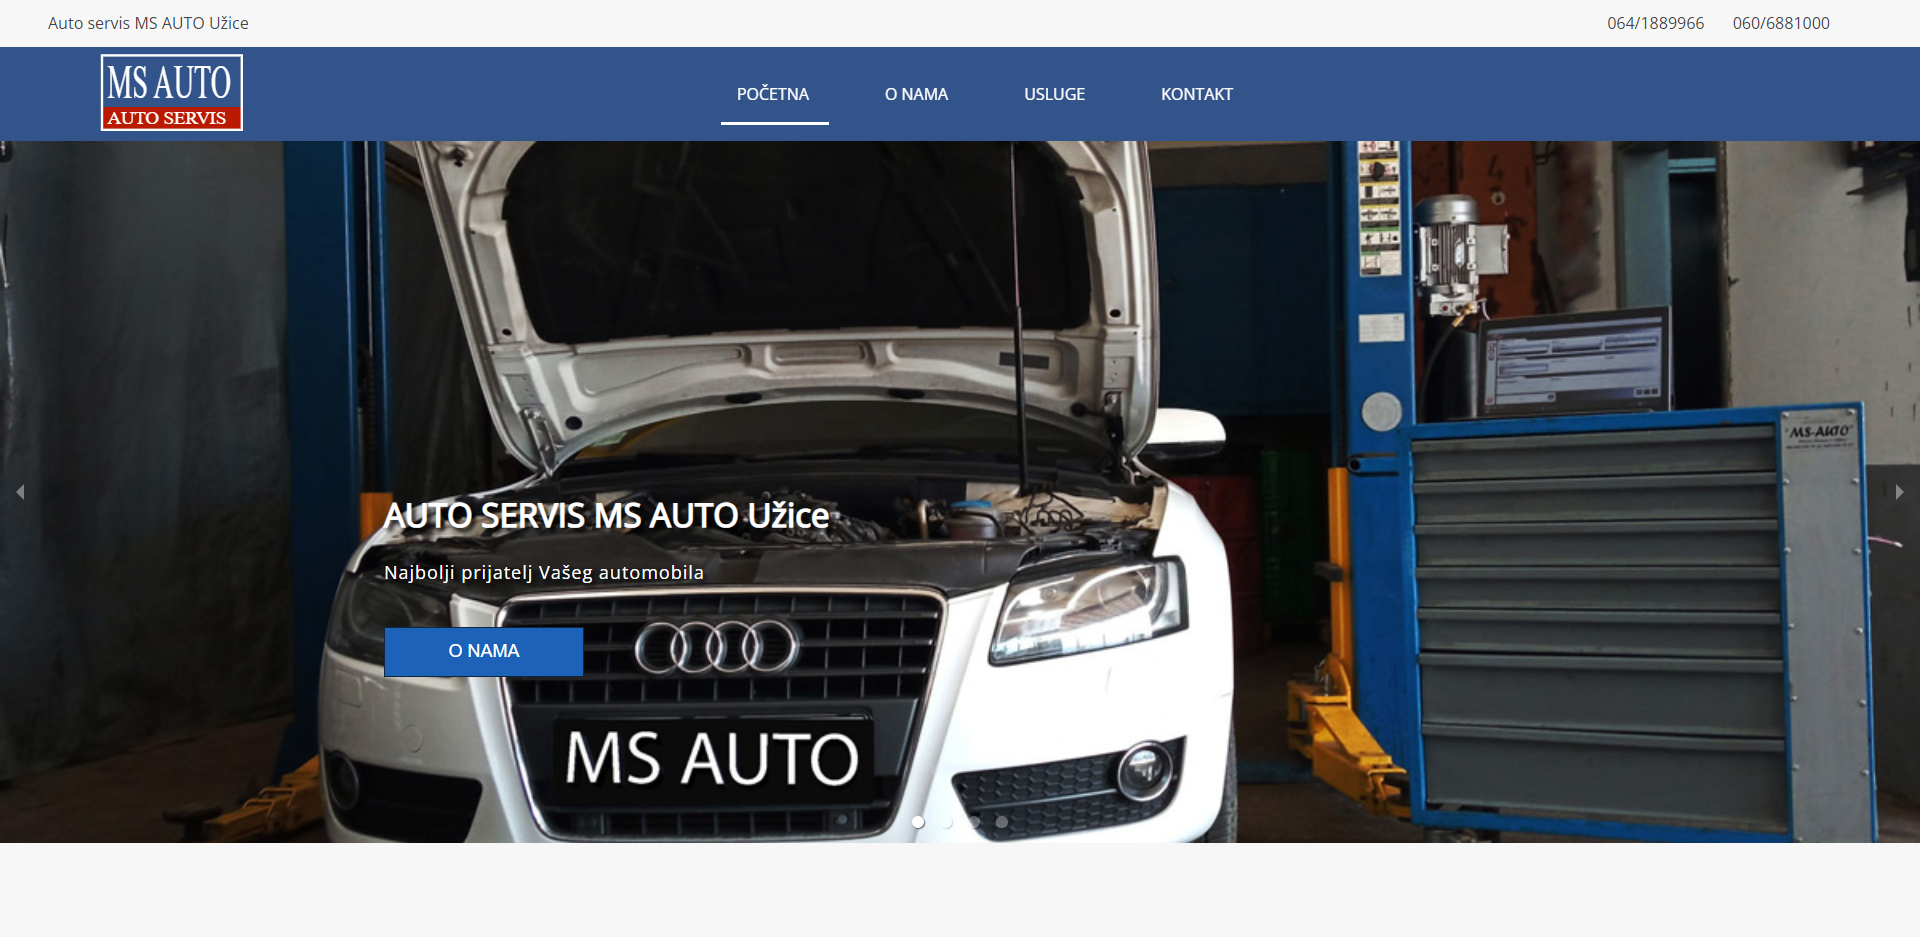 Auto servis MS AUTO Užice
064/1889966 060/6881000
MS AUTO
AUTO SERVIS
POČETNA O NAMA USLUGE KONTAKT
"MS-AUTO"
AUTO SERVIS MS AUTO Užice
Najbolji prijatelj Vašeg automobila
O NAMA
MS AUTO